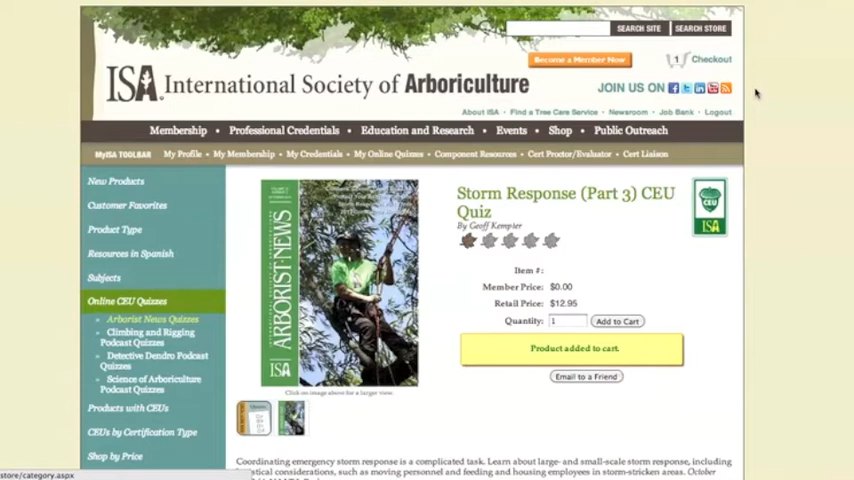 SEARCH SITE
SEARCH STORE
Become a Member Now
1 Checkout
ISA International Society of Arboriculture
JOIN US ON
About ISA • Find a Tree Care Service • Newsroom • Job Bank • Logout
Membership • Professional Credentials • Education and Research • Events • Shop • Public Outreach
MyISA TOOLBAR My Profile • My Membership • My Credentials • My Online Quizzes • Component Resources • Cert Proctor/Evaluator • Cert Liaison
New Products
Customer Favorites
Product Type
Resources in Spanish
Subjects
Online CEU Quizzes
» Arborist News Quizzes
» Climbing and Rigging
Podcast Quizzes
» Detective Dendro Podcast
Quizzes
» Science of Arboriculture
Podcast Quizzes
Products with CEUs
CEUs by Certification Type
Shop by Price
ARBORIST•NEWS
ISA
Click on image above for a larger view.
Storm Response (Part 3) CEU
Quiz
By Geoff Kempter
CEU
ISA
Item #:
Member Price: $0.00
Retail Price: $12.95
Quantity: 1 Add to Cart
Product added to cart.
Email to a Friend
Coordinating emergency storm response is a complicated task. Learn about large- and small-scale storm response, including
logistical considerations, such as moving personnel and feeding and housing employees in storm-stricken areas. October
store/category.aspx